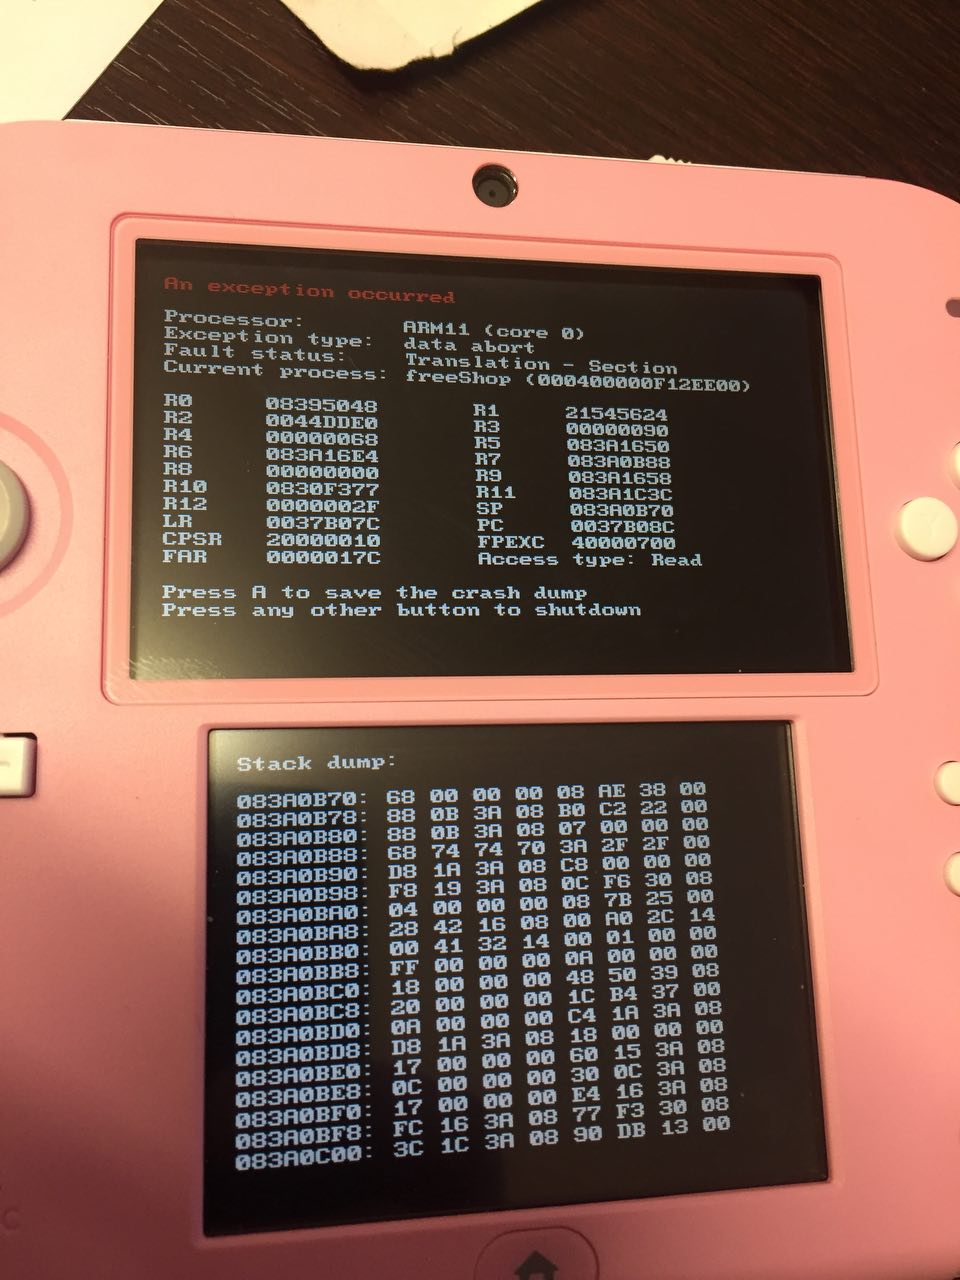 An exception occurred
Processor: ARM11 (core 0)
Exception type: data abort
Fault status: Translation - Section
Current process: freeShop (000400000F12EE00)
R0 08395048 R1 21545624
R2 0044DDE0 R3 00000090
R4 00000068 R5 083A1650
R6 083A16E4 R7 083A0B88
R8 00000000 R9 083A1658
R10 0830F377 R11 083A1C3C
R12 0000002F SP 083A0B70
LR 0037B07C PC 0037B08C
CPSR 20000010 FPEXC 40000700
FAR 0000017C Access type: Read
Press A to save the crash dump
Press any other button to shutdown
Stack dump:
083A0B70: 68 00 00 00 08 AE 38 00
083A0B78: 88 0B 3A 08 B0 C2 22 00
083A0B80: 88 0B 3A 08 07 00 00 00
083A0B88: 68 74 74 70 3A 2F 2F 00
083A0B90: D8 1A 3A 08 C8 00 00 00
083A0B98: F8 19 3A 08 0C F6 30 08
083A0BA0: 04 00 00 00 08 7B 25 00
083A0BA8: 28 42 16 08 00 A0 2C 14
083A0BB0: 00 41 32 14 00 01 00 00
083A0BB8: FF 00 00 00 0A 00 00 00
083A0BC0: 18 00 00 00 48 50 39 08
083A0BC8: 20 00 00 00 1C B4 37 00
083A0BD0: 0A 00 00 00 C4 1A 3A 08
083A0BD8: D8 1A 3A 08 18 00 00 00
083A0BE0: 17 00 00 00 60 15 3A 08
083A0BE8: 0C 00 00 00 30 0C 3A 08
083A0BF0: 17 00 00 00 E4 16 3A 08
083A0BF8: FC 16 3A 08 77 F3 30 08
083A0C00: 3C 1C 3A 08 90 DB 13 00